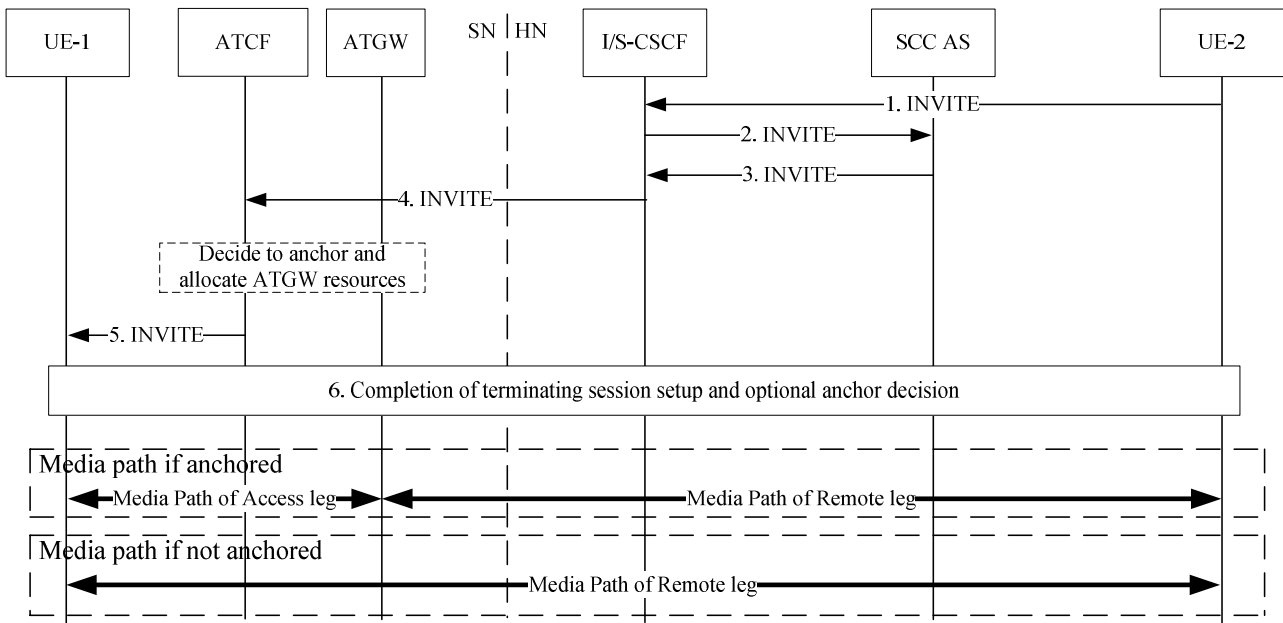 UE-1
ATCF
ATGW
SN
HN
I/S-CSCF
SCC AS
UE-2
1. INVITE
2. INVITE
3. INVITE
4. INVITE
Decide to anchor and
allocate ATGW resources
5. INVITE
6. Completion of terminating session setup and optional anchor decision
Media path if anchored
Media Path of Access leg
Media Path of Remote leg
Media path if not anchored
Media Path of Remote leg